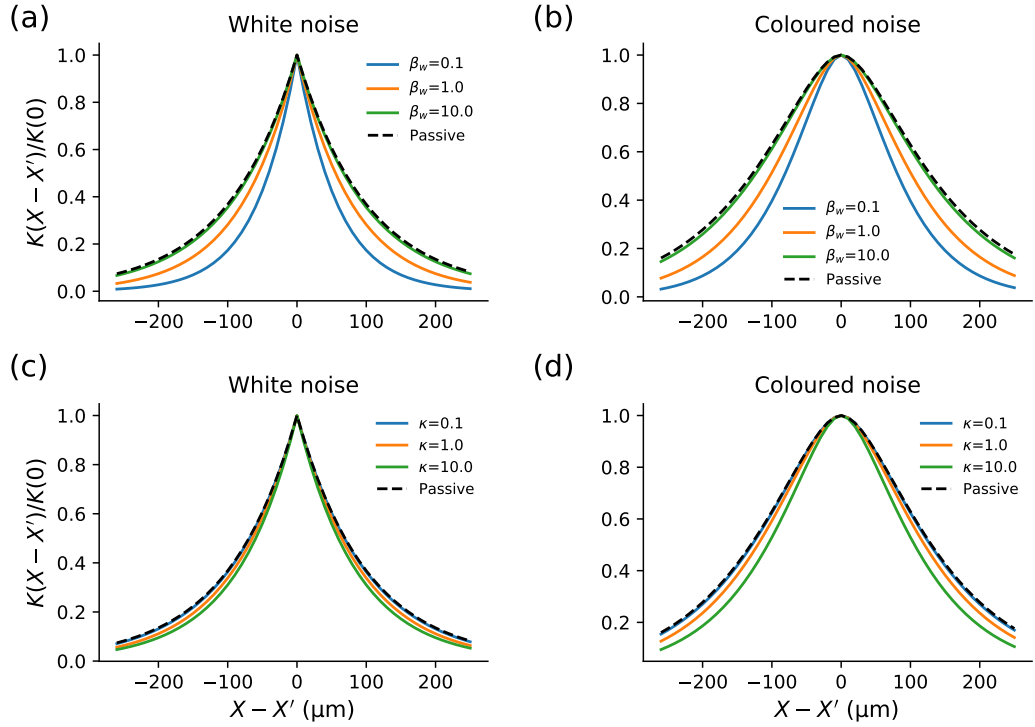 (a)
White noise
K(X − X′)/K(0)
1.0
0.8
0.6
0.4
0.2
0.0
β_w=0.1
β_w=1.0
β_w=10.0
Passive
−200 −100 0 100 200
(b)
Coloured noise
1.0
0.8
0.6
0.4
0.2
0.0
β_w=0.1
β_w=1.0
β_w=10.0
Passive
−200 −100 0 100 200
(c)
White noise
K(X − X′)/K(0)
1.0
0.8
0.6
0.4
0.2
0.0
κ=0.1
κ=1.0
κ=10.0
Passive
−200 −100 0 100 200
X − X′ (μm)
(d)
Coloured noise
1.0
0.8
0.6
0.4
0.2
κ=0.1
κ=1.0
κ=10.0
Passive
−200 −100 0 100 200
X − X′ (μm)